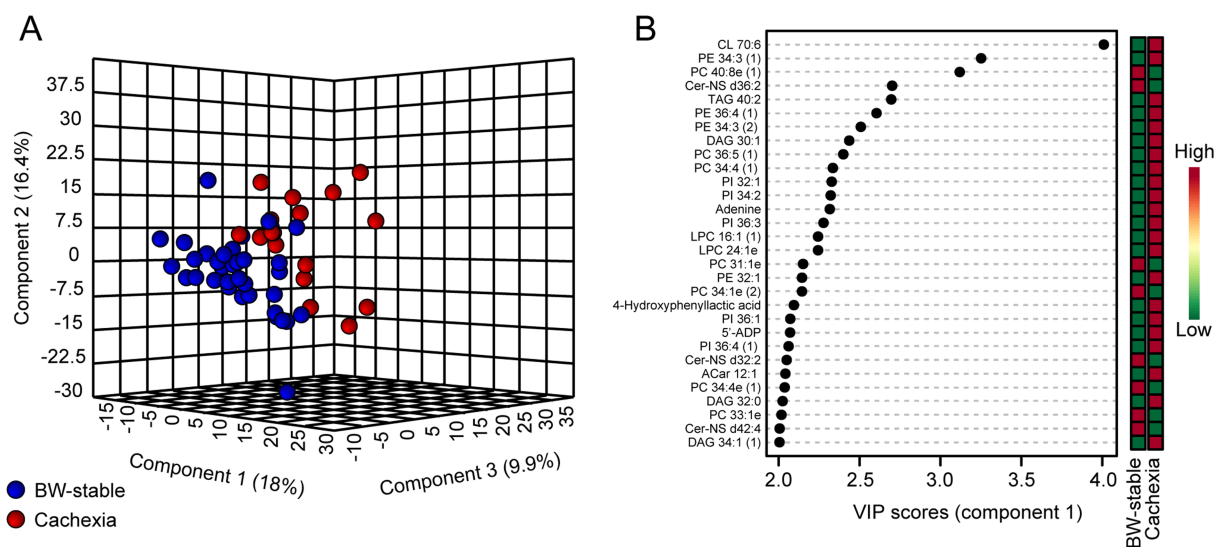 A
Component 2 (16.4%)
37.5
30
22.5
15
7.5
0
-7.5
-15
-22.5
-30
-15
-10
-5
0
5
10
15
20
25
30
-10
-5
0
5
10
15
20
25
30
35
Component 1 (18%)
Component 3 (9.9%)
BW-stable
Cachexia
B
CL 70:6
PE 34:3 (1)
PC 40:8e (1)
Cer-NS d36:2
TAG 40:2
PE 36:4 (1)
PE 34:3 (2)
DAG 30:1
PC 36:5 (1)
PC 34:4 (1)
PI 32:1
PI 34:2
Adenine
PI 36:3
LPC 16:1 (1)
LPC 24:1e
PC 31:1e
PE 32:1
PC 34:1e (2)
4-Hydroxyphenyllactic acid
PI 36:1
5'-ADP
PI 36:4 (1)
Cer-NS d32:2
ACar 12:1
PC 34:4e (1)
DAG 32:0
PC 33:1e
Cer-NS d42:4
DAG 34:1 (1)
2.0
2.5
3.0
3.5
4.0
VIP scores (component 1)
BW-stable
Cachexia
High
Low